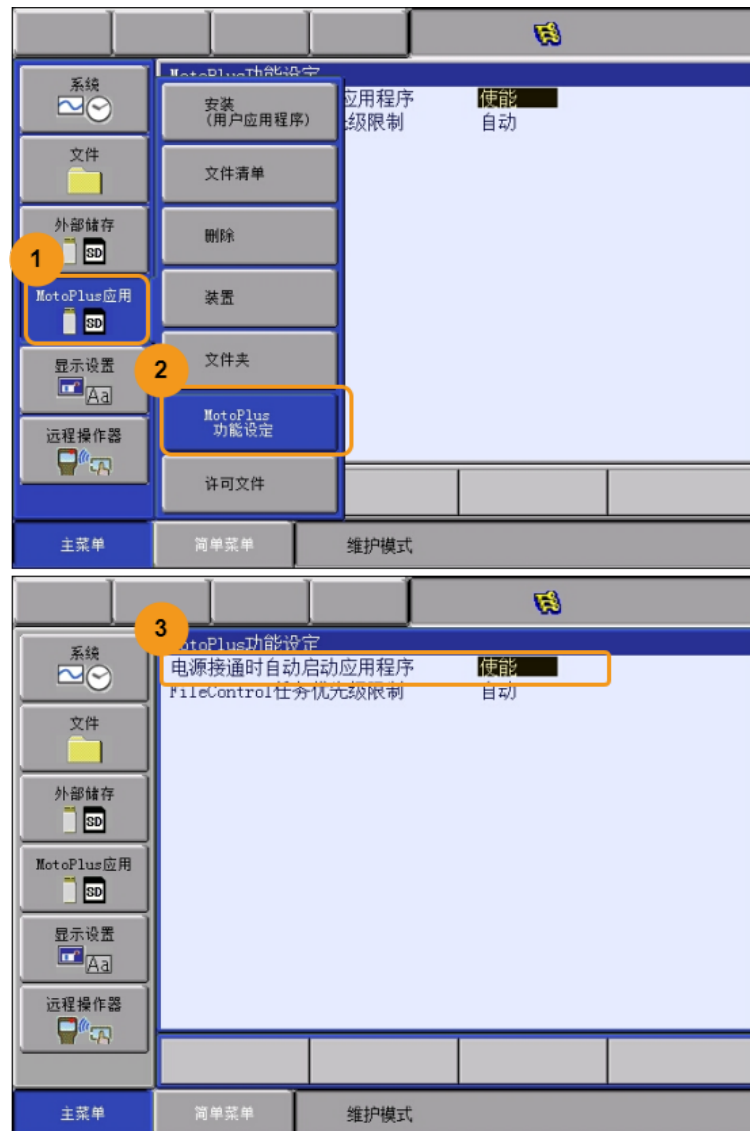 MotoPlus功能设定
系统
安装
(用户应用程序)
应用程序
使能
级限制
自动
文件
文件清单
外部储存
SD
删除
1
MotoPlus应用
SD
装置
显示设置
Aa
2
文件夹
远程操作器
MotoPlus
功能设定
许可文件
主菜单
简单菜单
维护模式
3
MotoPlus功能设定
系统
电源接通时自动启动应用程序
使能
FileControl任务优先级限制
自动
文件
外部储存
SD
MotoPlus应用
SD
显示设置
Aa
远程操作器
主菜单
简单菜单
维护模式